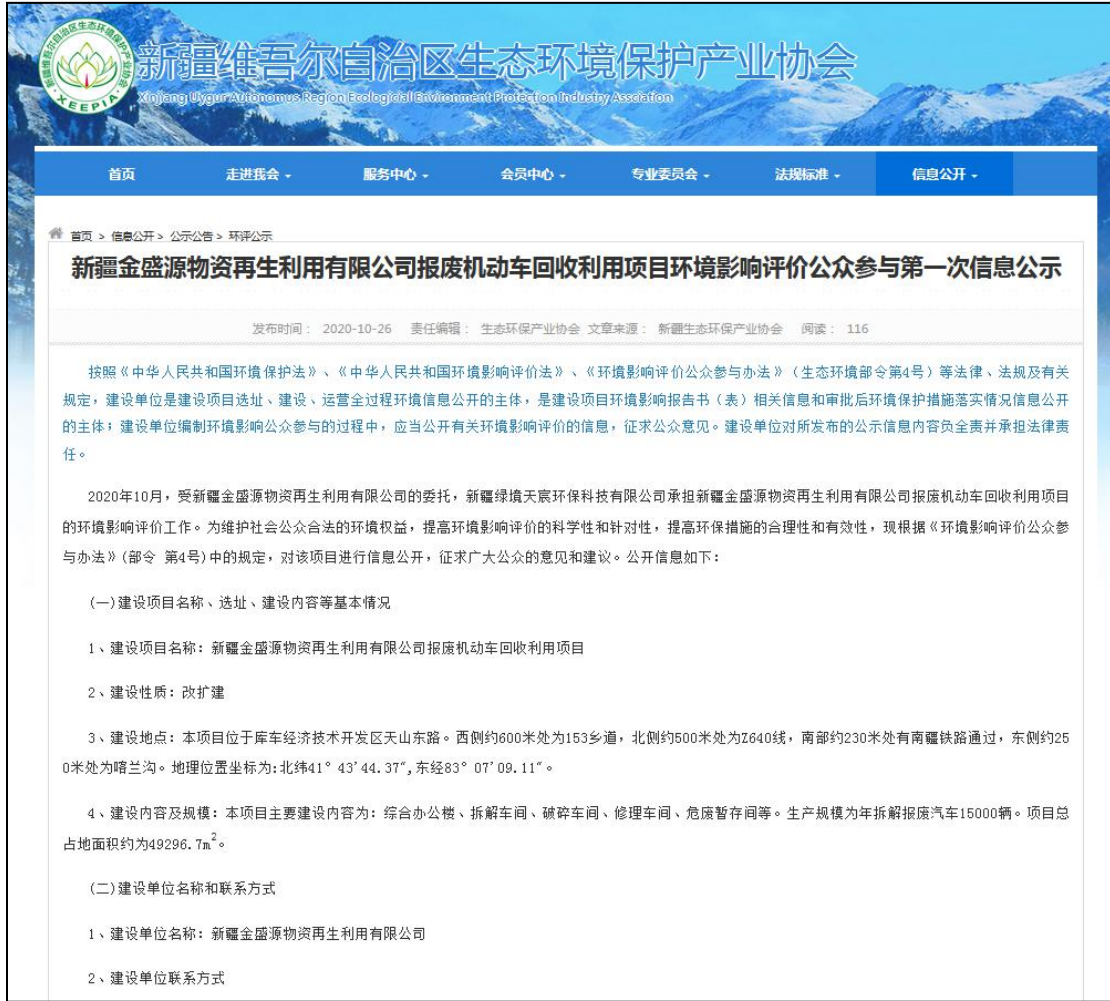 新疆维吾尔自治区生态环境保护产业协会
XEEPIA
Xinjiang Uygur Autonomous Region Ecological Environment Protection Industry Association
首页 走进我会 服务中心 会员中心 专业委员会 法规标准 信息公开
首页 > 信息公开 > 公示公告 > 环评公示
新疆金盛源物资再生利用有限公司报废机动车回收利用项目环境影响评价公众参与第一次信息公示
发布时间： 2020-10-26 责任编辑： 生态环保产业协会 文章来源： 新疆生态环保产业协会 阅读： 116
按照《中华人民共和国环境保护法》、《中华人民共和国环境影响评价法》、《环境影响评价公众参与办法》（生态环境部令第4号）等法律、法规及有关
规定，建设单位是建设项目选址、建设、运营全过程环境信息公开的主体，是建设项目环境影响报告书（表）相关信息和审批后环境保护措施落实情况信息公开
的主体；建设单位编制环境影响公众参与的过程中，应当公开有关环境影响评价的信息，征求公众意见。建设单位对所发布的公示信息内容负全责并承担法律责
任。
2020年10月，受新疆金盛源物资再生利用有限公司的委托，新疆绿境天宸环保科技有限公司承担新疆金盛源物资再生利用有限公司报废机动车回收利用项目
的环境影响评价工作。为维护社会公众合法的环境权益，提高环境影响评价的科学性和针对性，提高环保措施的合理性和有效性，现根据《环境影响评价公众参
与办法》(部令 第4号)中的规定，对该项目进行信息公开，征求广大公众的意见和建议。公开信息如下：
(一)建设项目名称、选址、建设内容等基本情况
1、建设项目名称：新疆金盛源物资再生利用有限公司报废机动车回收利用项目
2、建设性质：改扩建
3、建设地点：本项目位于库车经济技术开发区天山东路。西侧约600米处为153乡道，北侧约500米处为Z640线，南部约230米处有南疆铁路通过，东侧约25
0米处为喀兰沟。地理位置坐标为:北纬41° 43′44.37″,东经83° 07′09.11″。
4、建设内容及规模：本项目主要建设内容为：综合办公楼、拆解车间、破碎车间、修理车间、危废暂存间等。生产规模为年拆解报废汽车15000辆。项目总
占地面积约为49296.7m²。
(二)建设单位名称和联系方式
1、建设单位名称：新疆金盛源物资再生利用有限公司
2、建设单位联系方式